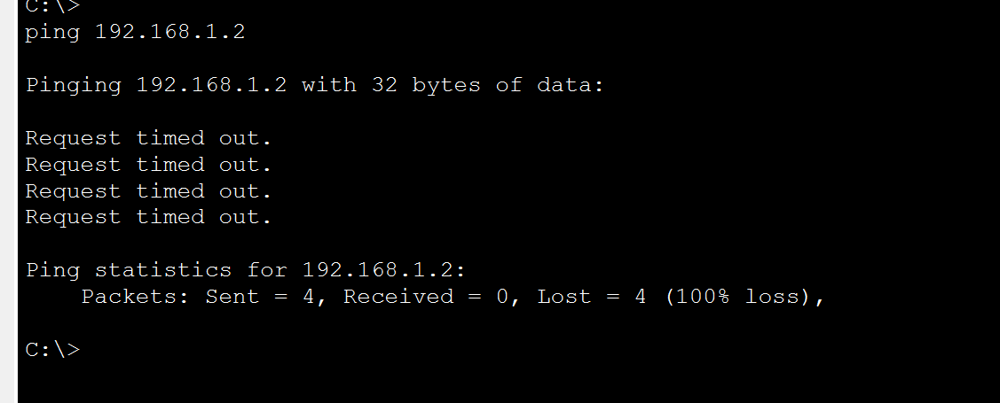 C:\>
ping 192.168.1.2
Pinging 192.168.1.2 with 32 bytes of data:
Request timed out.
Request timed out.
Request timed out.
Request timed out.
Ping statistics for 192.168.1.2:
    Packets: Sent = 4, Received = 0, Lost = 4 (100% loss),
C:\>